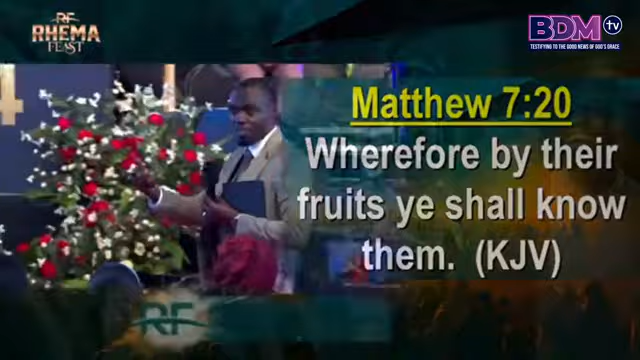 RF
RHEMA
FEAST
BDM tv
TESTIFYING TO THE GOOD NEWS OF GOD'S GRACE
4
Matthew 7:20
Wherefore by their
fruits ye shall know
them. (KJV)
RF